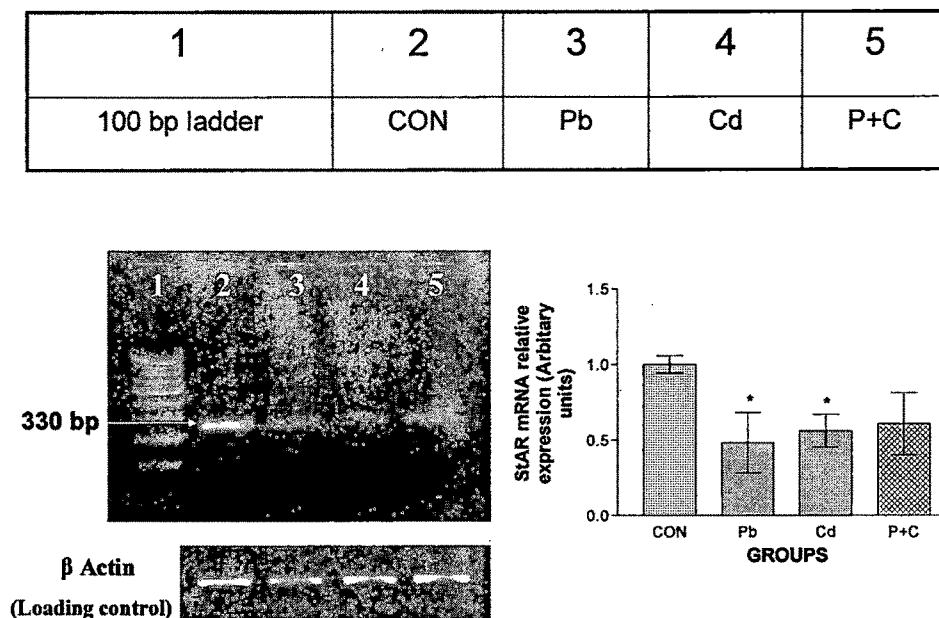 1 2 3 4 5
100 bp ladder CON Pb Cd P+C
1 2 3 4 5
330 bp
β Actin
(Loading control)
StAR mRNA relative
expression (Arbitary
units)
1.5
1.0
0.5
0.0
* *
CON Pb Cd P+C
GROUPS